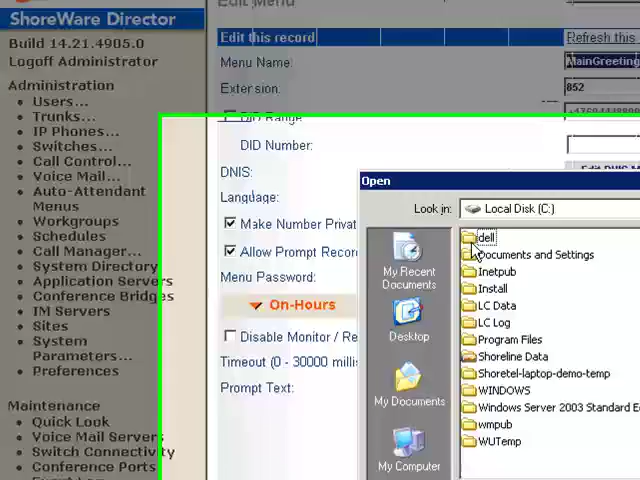 ShoreWare Director
Build 14.21.4905.0
Logoff Administrator
Administration
Users...
Trunks...
IP Phones...
Switches...
Call Control...
Voice Mail...
Auto-Attendant
Menus
Workgroups
Schedules
Call Manager...
System Directory
Application Servers
Conference Bridges
IM Servers
Sites
System
Parameters...
Preferences
Maintenance
Quick Look
Voice Mail Servers
Switch Connectivity
Conference Ports
Edit Menu
Edit this record
Refresh this
Menu Name:
MainGreeting
Extension:
852
DID Range
DID Number:
DNIS:
Language:
Make Number Privat
Allow Prompt Recor
Menu Password:
On-Hours
Disable Monitor / Re
Timeout (0 - 30000 millis
Prompt Text:
Open
Look in:
Local Disk (C:)
My Recent
Documents
Desktop
My Documents
My Computer
dell
Documents and Settings
Inetpub
Install
LC Data
LC Log
Program Files
Shoreline Data
Shoretel-laptop-demo-temp
WINDOWS
Windows Server 2003 Standard E
wmpub
WUTemp